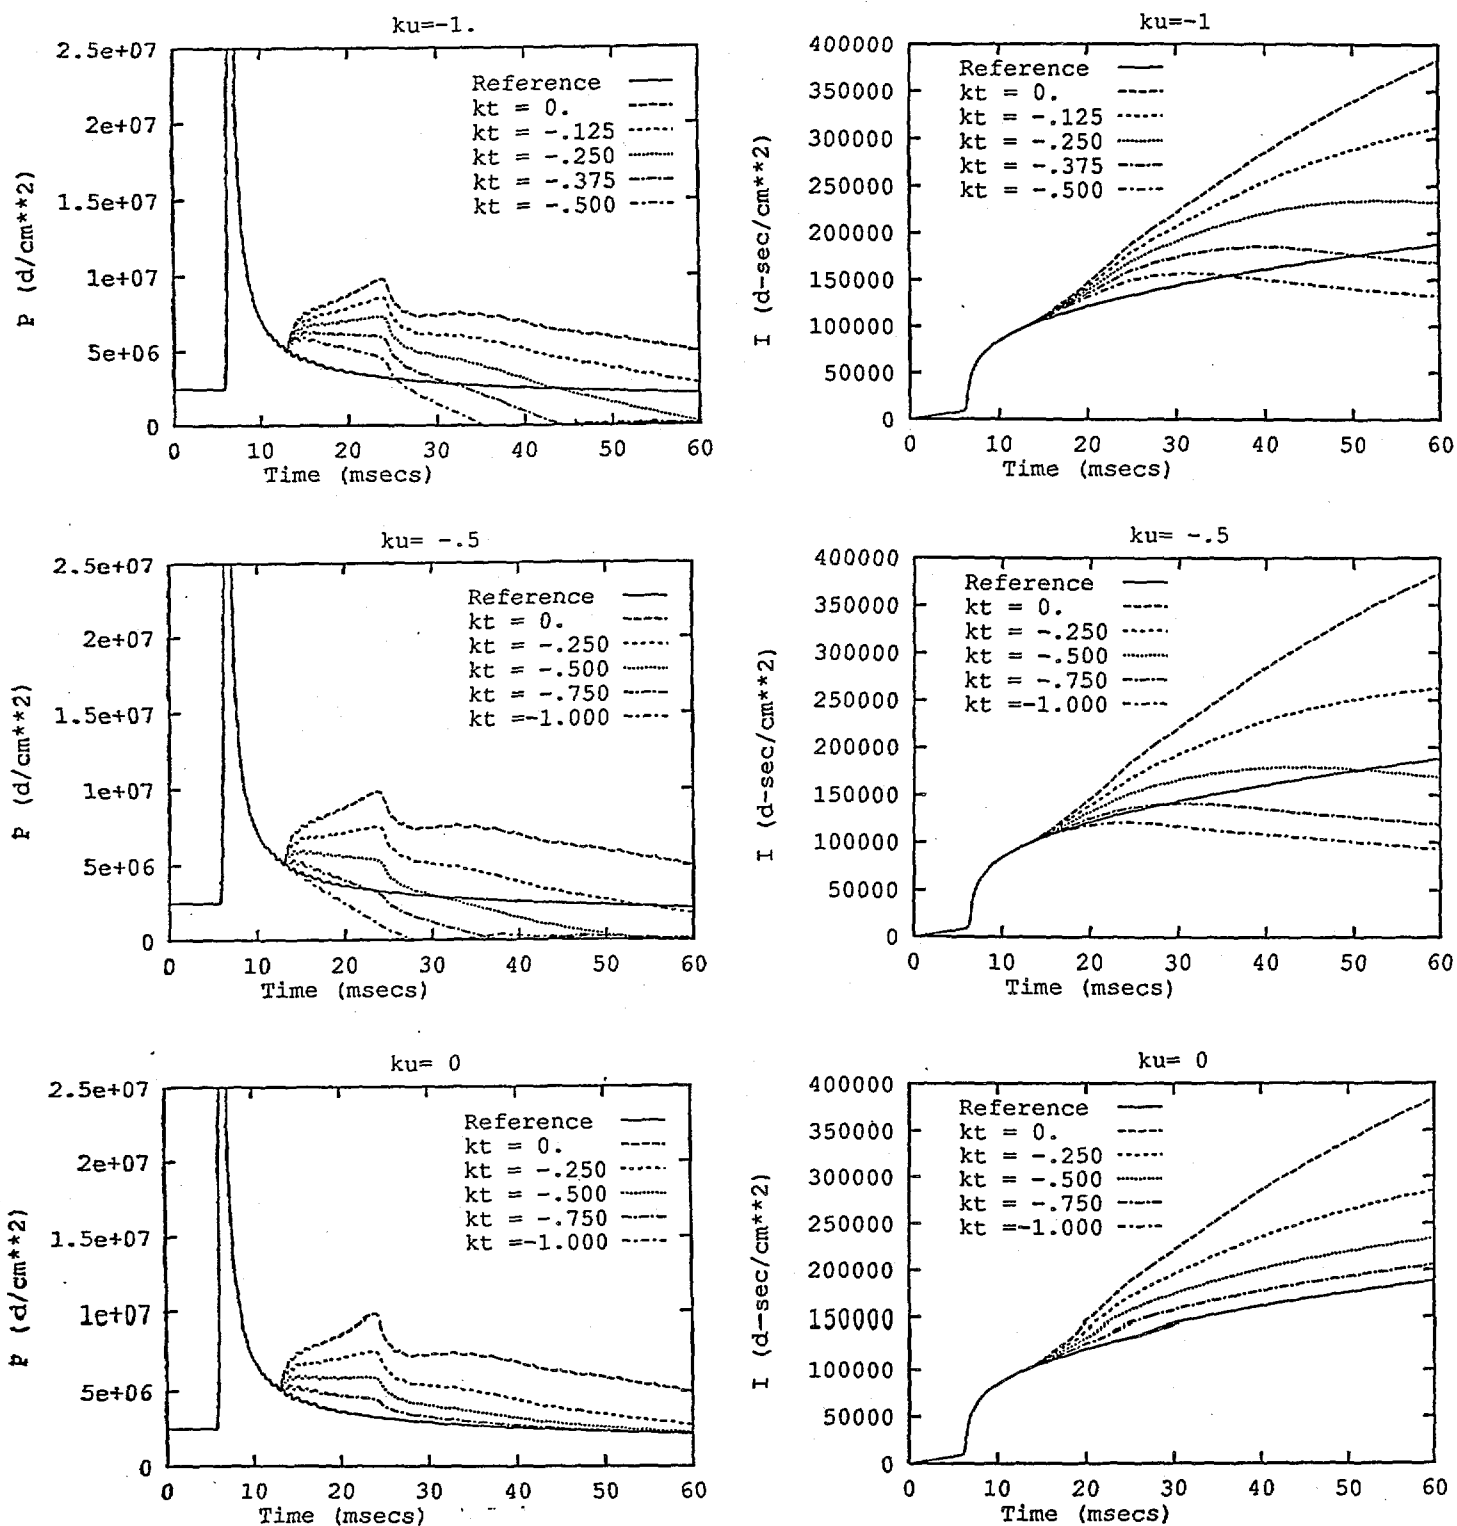 ku=-1.
2.5e+07
2e+07
1.5e+07
1e+07
5e+06
0
p (d/cm**2)
Reference
kt = 0.
kt = -.125
kt = -.250
kt = -.375
kt = -.500
0 10 20 30 40 50 60
Time (msecs)
ku=-1
400000
350000
300000
250000
200000
150000
100000
50000
0
I (d-sec/cm**2)
Reference
kt = 0.
kt = -.125
kt = -.250
kt = -.375
kt = -.500
0 10 20 30 40 50 60
Time (msecs)
ku= -.5
2.5e+07
2e+07
1.5e+07
1e+07
5e+06
0
p (d/cm**2)
Reference
kt = 0.
kt = -.250
kt = -.500
kt = -.750
kt =-1.000
0 10 20 30 40 50 60
Time (msecs)
ku= -.5
400000
350000
300000
250000
200000
150000
100000
50000
0
I (d-sec/cm**2)
Reference
kt = 0.
kt = -.250
kt = -.500
kt = -.750
kt =-1.000
0 10 20 30 40 50 60
Time (msecs)
ku= 0
2.5e+07
2e+07
1.5e+07
1e+07
5e+06
0
p (d/cm**2)
Reference
kt = 0.
kt = -.250
kt = -.500
kt = -.750
kt =-1.000
0 10 20 30 40 50 60
Time (msecs)
ku= 0
400000
350000
300000
250000
200000
150000
100000
50000
0
I (d-sec/cm**2)
Reference
kt = 0.
kt = -.250
kt = -.500
kt = -.750
kt =-1.000
0 10 20 30 40 50 60
Time (msecs)